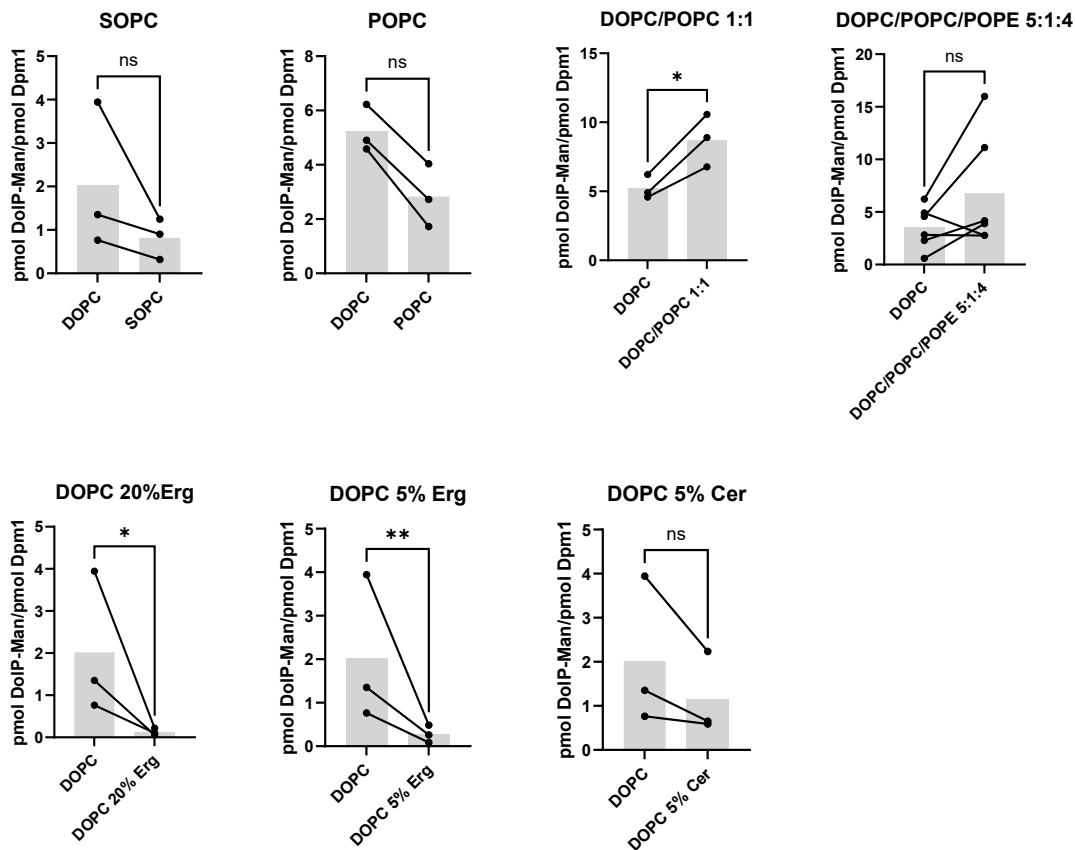 SOPC
pmol DolP-Man/pmol Dpm1
5
4
3
2
1
0
ns
DOPC
SOPC
POPC
pmol DolP-Man/pmol Dpm1
8
6
4
2
0
ns
DOPC
POPC
DOPC/POPC 1:1
pmol DolP-Man/pmol Dpm1
15
10
5
0
*
DOPC
DOPC/POPC 1:1
DOPC/POPC/POPE 5:1:4
pmol DolP-Man/pmol Dpm1
20
15
10
5
0
ns
DOPC
DOPC/POPC/POPE 5:1:4
DOPC 20%Erg
pmol DolP-Man/pmol Dpm1
5
4
3
2
1
0
*
DOPC
DOPC 20% Erg
DOPC 5% Erg
pmol DolP-Man/pmol Dpm1
5
4
3
2
1
0
**
DOPC
DOPC 5% Erg
DOPC 5% Cer
pmol DolP-Man/pmol Dpm1
5
4
3
2
1
0
ns
DOPC
DOPC 5% Cer